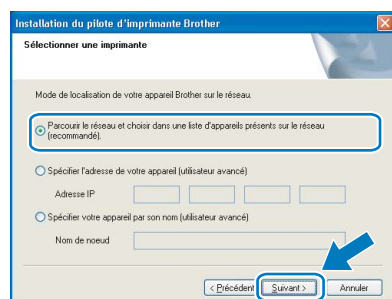 Installation du pilote d'imprimante Brother
Sélectionner une imprimante
Mode de localisation de votre appareil Brother sur le réseau.
Parcourir le réseau et choisir dans une liste d'appareils présents sur le réseau
(recommandé).
Spécifier l'adresse de votre appareil (utilisateur avancé)
Adresse IP
Spécifier votre appareil par son nom (utilisateur avancé)
Nom de noeud
< Précédent
Suivant >
Annuler